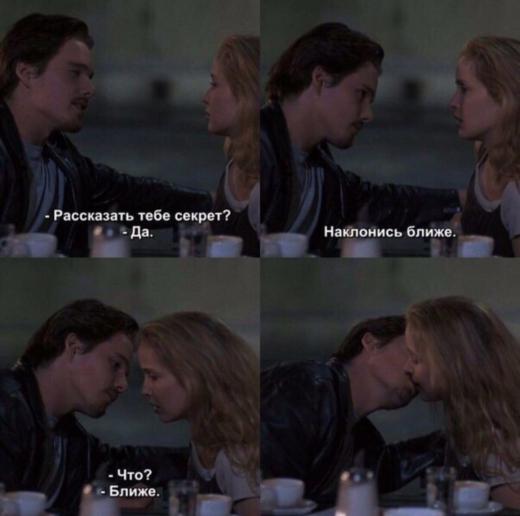 - Рассказать тебе секрет?
- Да.
Наклонись ближе.
- Что?
- Ближе.